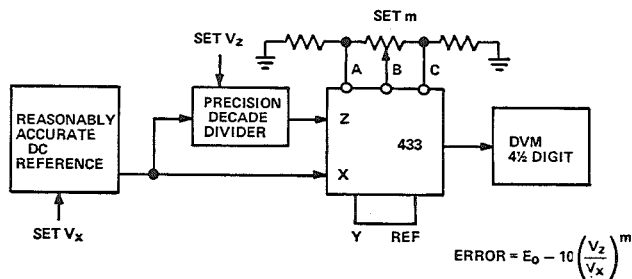 SET m
SET Vz
A
B
C
PRECISION
DECADE
DIVIDER
REASONABLY
ACCURATE
DC
REFERENCE
Z
433
X
DVM
4½ DIGIT
SET Vx
Y REF
ERROR = Eo – 10 (Vz/Vx)^m